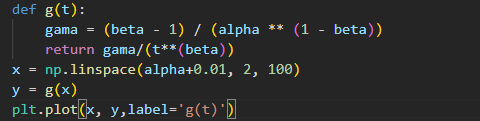 def g(t):
    gama = (beta - 1) / (alpha ** (1 - beta))
    return gama/(t**(beta))
x = np.linspace(alpha+0.01, 2, 100)
y = g(x)
plt.plot(x, y,label='g(t)')